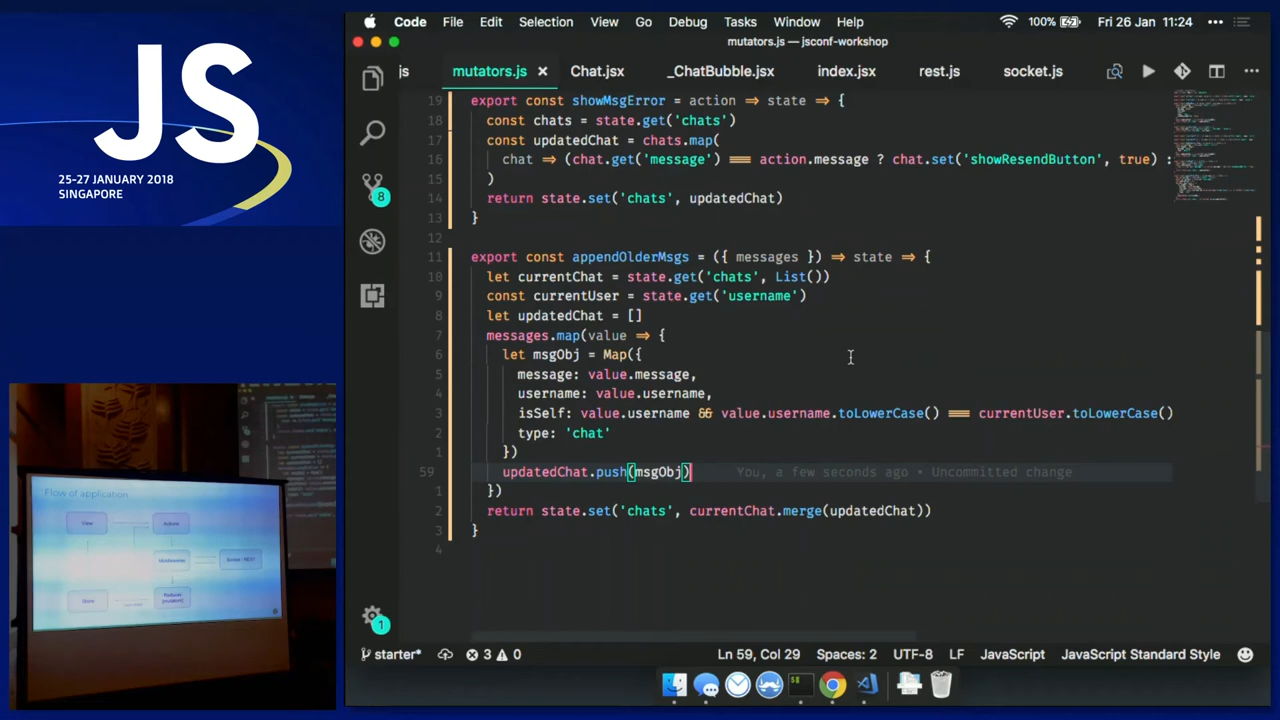 JS
25-27 JANUARY 2018
SINGAPORE
Flow of application
View
Actions
Store
Code File Edit Selection View Go Debug Tasks Window Help 100% Fri 26 Jan 11:24
mutators.js — jsconf-workshop
js mutators.js Chat.jsx _ChatBubble.jsx index.jsx rest.js socket.js
19 export const showMsgError = action ⇒ state ⇒ {
18 const chats = state.get('chats')
17 const updatedChat = chats.map(
16 chat ⇒ (chat.get('message') ≡ action.message ? chat.set('showResendButton', true) :
15 )
14 return state.set('chats', updatedChat)
13 }
12
11 export const appendOlderMsgs = ({ messages }) ⇒ state ⇒ {
10 let currentChat = state.get('chats', List())
9 const currentUser = state.get('username')
8 let updatedChat = []
7 messages.map(value ⇒ {
6 let msgObj = Map({
5 message: value.message,
4 username: value.username,
3 isSelf: value.username && value.username.toLowerCase() ≡ currentUser.toLowerCase()
2 type: 'chat'
1 })
59 updatedChat.push(msgObj) You, a few seconds ago • Uncommitted change
1 })
2 return state.set('chats', currentChat.merge(updatedChat))
3 }
4
8
1
starter* 3 0 Ln 59, Col 29 Spaces: 2 UTF-8 LF JavaScript JavaScript Standard Style